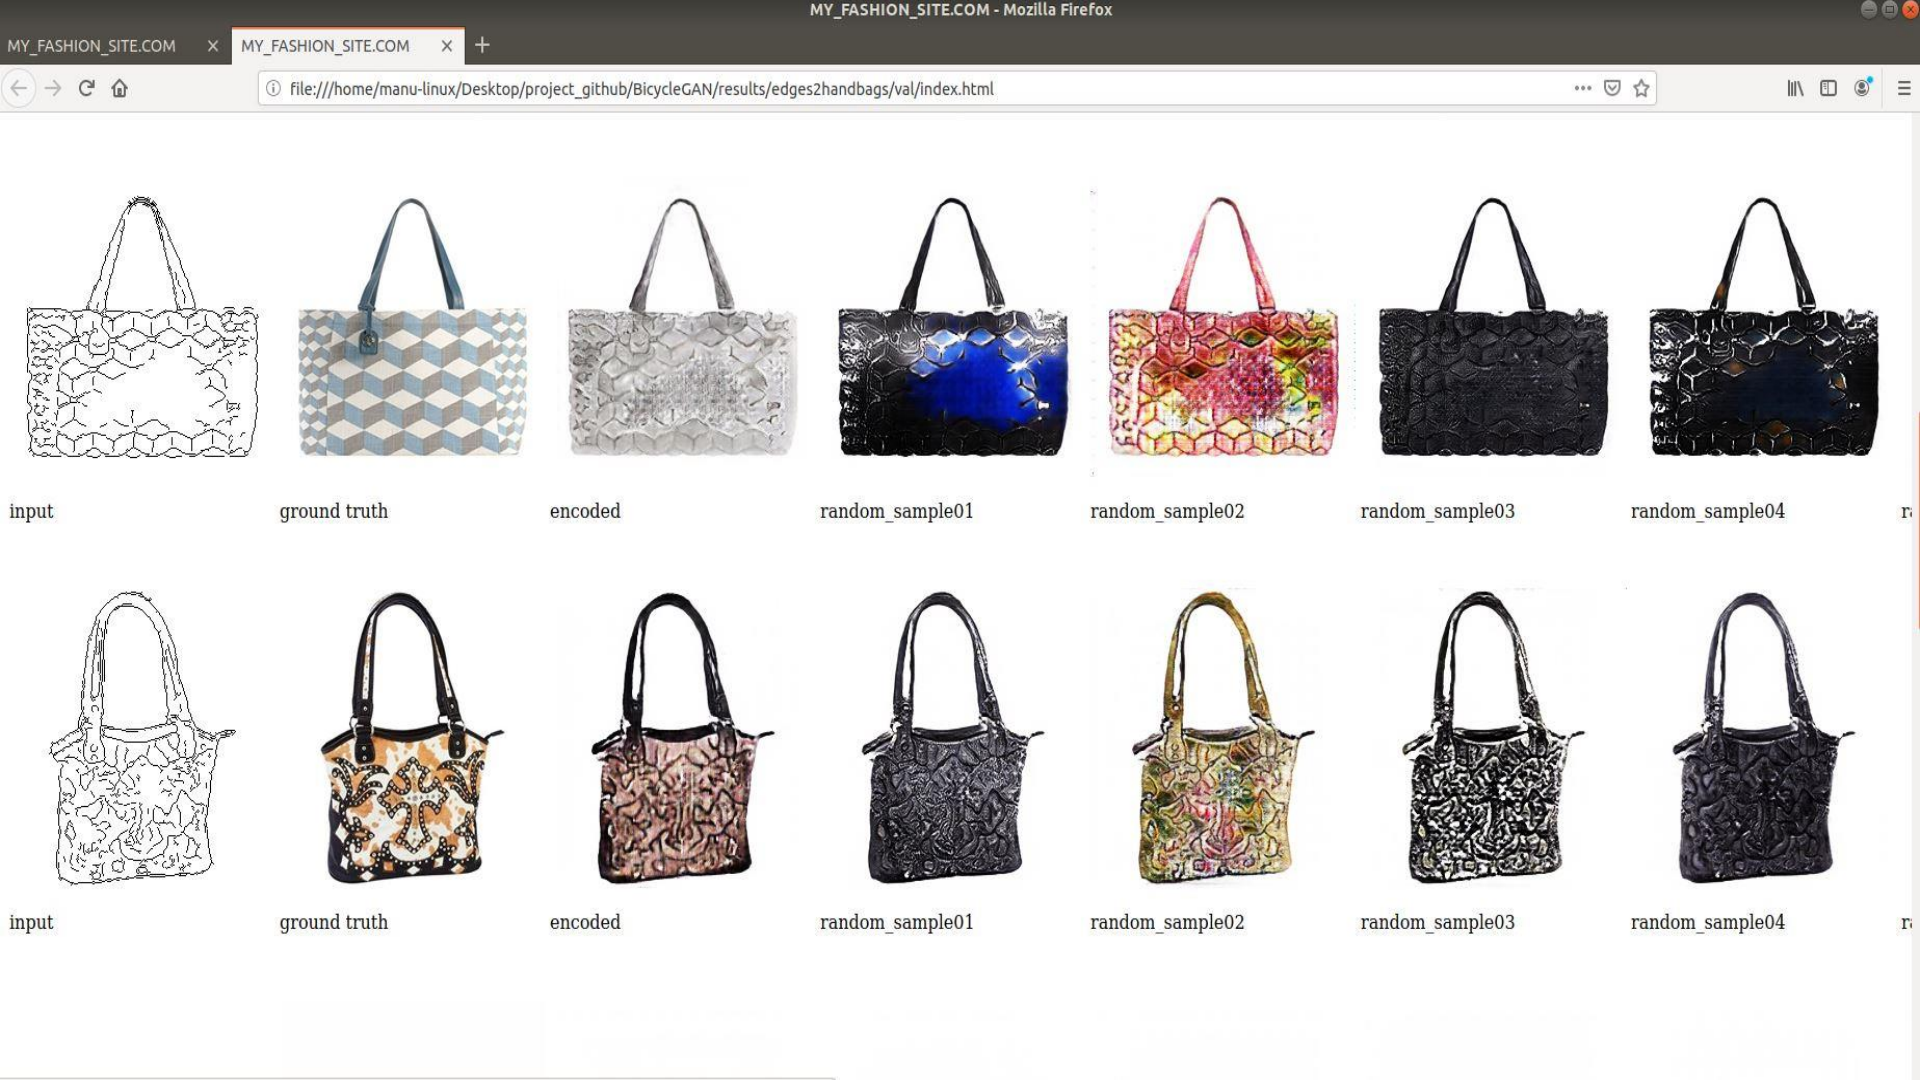 MY_FASHION_SITE.COM - Mozilla Firefox
MY_FASHION_SITE.COM MY_FASHION_SITE.COM
file:///home/manu-linux/Desktop/project_github/BicycleGAN/results/edges2handbags/val/index.html
input ground truth encoded random_sample01 random_sample02 random_sample03 random_sample04
input ground truth encoded random_sample01 random_sample02 random_sample03 random_sample04